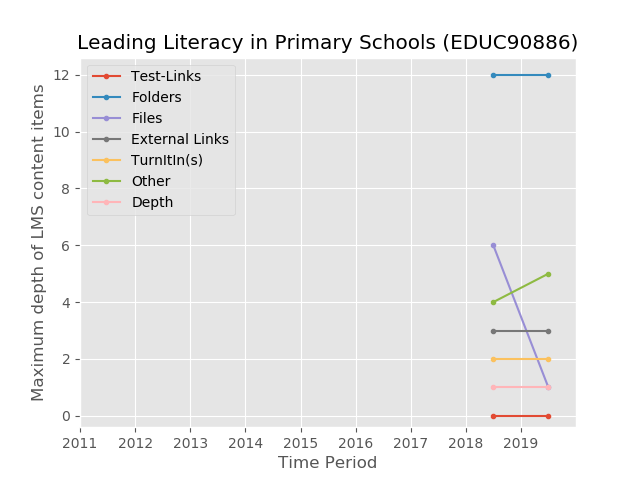 Leading Literacy in Primary Schools (EDUC90886)
Maximum depth of LMS content items
12
10
8
6
4
2
0
Test-Links
Folders
Files
External Links
TurnItIn(s)
Other
Depth
2011 2012 2013 2014 2015 2016 2017 2018 2019
Time Period